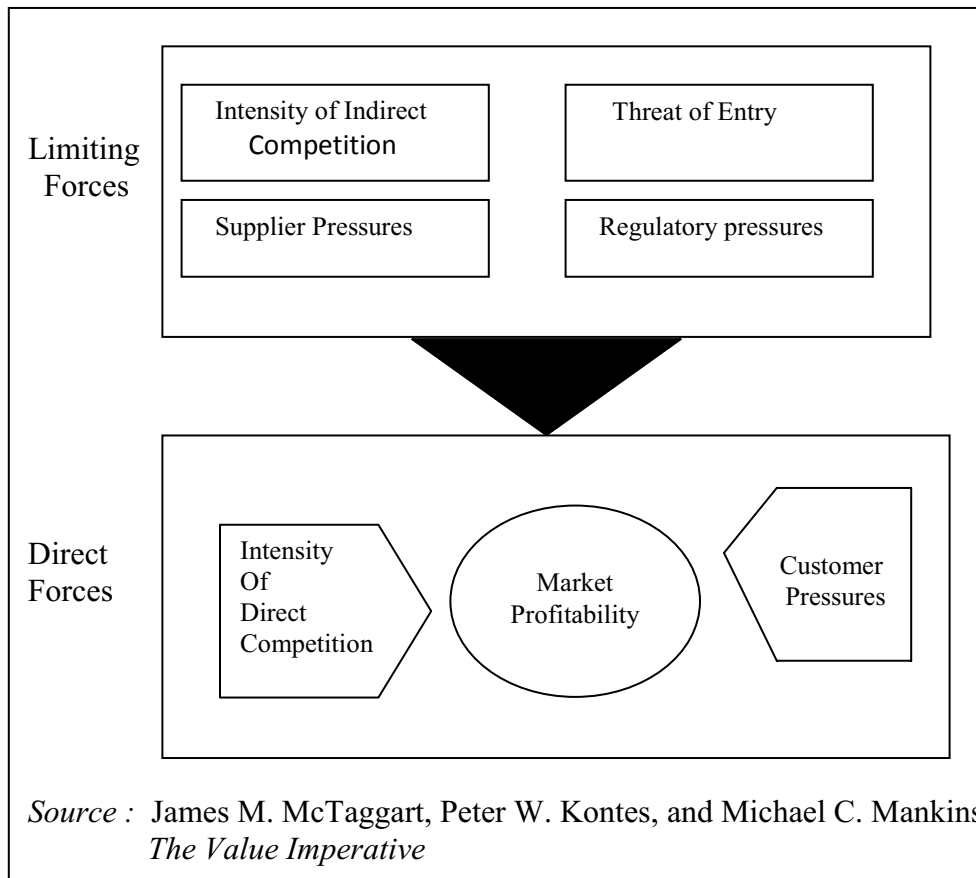 Limiting
Forces
Intensity of Indirect
Competition
Threat of Entry
Supplier Pressures
Regulatory pressures
Direct
Forces
Intensity
Of
Direct
Competition
Market
Profitability
Customer
Pressures
Source : James M. McTaggart, Peter W. Kontes, and Michael C. Mankins
The Value Imperative